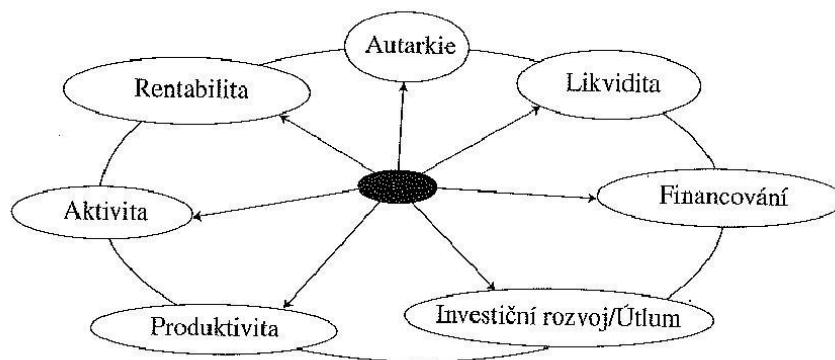 Autarkie
Rentabilita
Likvidita
Aktivita
Financování
Produktivita
Investiční rozvoj/Útlum